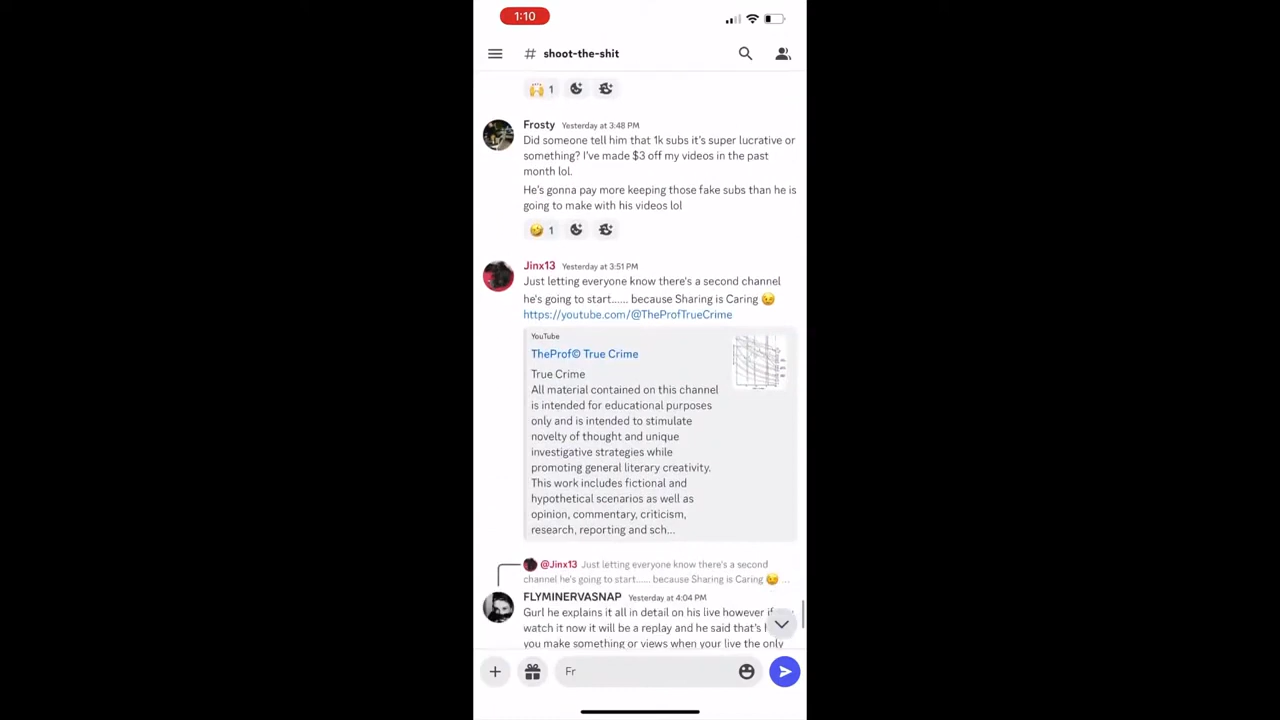 1:10
# shoot-the-shit
1
Frosty Yesterday at 3:48 PM
Did someone tell him that 1k subs it's super lucrative or
something? I've made $3 off my videos in the past
month lol.
He's gonna pay more keeping those fake subs than he is
going to make with his videos lol
1
Jinx13 Yesterday at 3:51 PM
Just letting everyone know there's a second channel
he's going to start...... because Sharing is Caring 😉
https://youtube.com/@TheProfTrueCrime
YouTube
TheProf© True Crime
True Crime
All material contained on this channel
is intended for educational purposes
only and is intended to stimulate
novelty of thought and unique
investigative strategies while
promoting general literary creativity.
This work includes fictional and
hypothetical scenarios as well as
opinion, commentary, criticism,
research, reporting and sch...
@Jinx13 Just letting everyone know there's a second
channel he's going to start...... because Sharing is Caring 😉 ...
FLYMINERVASNAP Yesterday at 4:04 PM
Gurl he explains it all in detail on his live however
watch it now it will be a replay and he said that's
you make something or views when your live the only
Fr